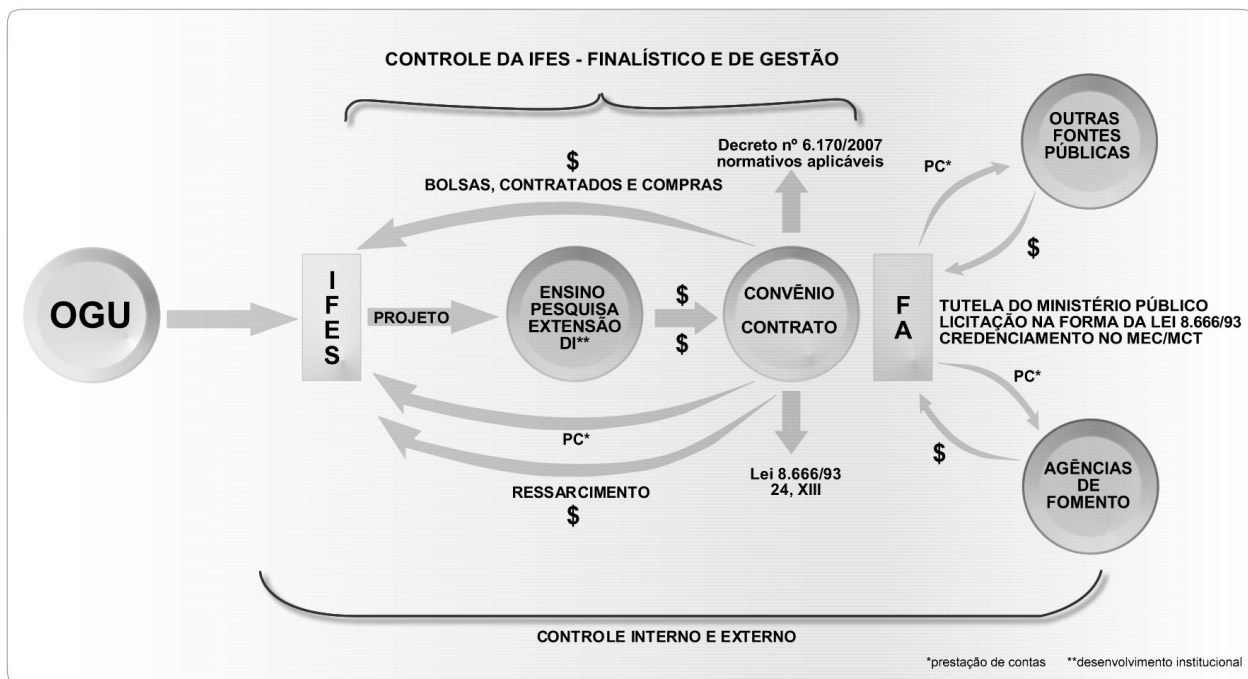 CONTROLE DA IFES - FINALÍSTICO E DE GESTÃO
Decreto nº 6.170/2007
normativos aplicáveis
OUTRAS
FONTES
PÚBLICAS
PC*
$
$
BOLSAS, CONTRATADOS E COMPRAS
OGU
I
F
E
S
PROJETO
ENSINO
PESQUISA
EXTENSÃO
DI**
$
$
CONVÊNIO
CONTRATO
F
A
TUTELA DO MINISTÉRIO PÚBLICO
LICITAÇÃO NA FORMA DA LEI 8.666/93
CREDENCIAMENTO NO MEC/MCT
PC*
$
PC*
Lei 8.666/93
24, XIII
RESSARCIMENTO
$
AGÊNCIAS
DE
FOMENTO
CONTROLE INTERNO E EXTERNO
*prestação de contas **desenvolvimento institucional